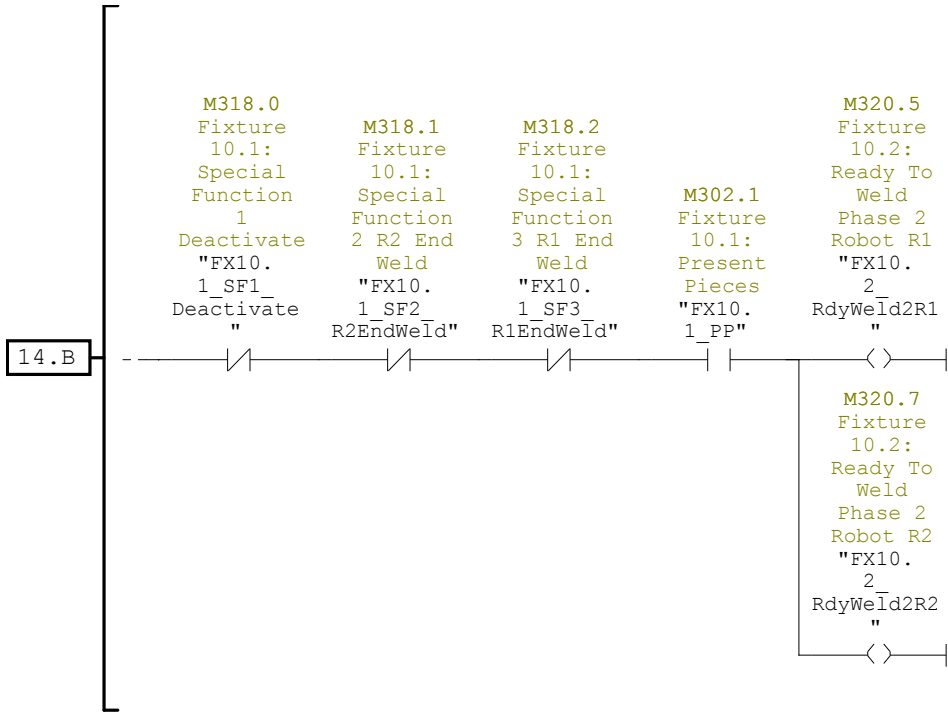 M318.0
Fixture
10.1:
Special
Function
1
Deactivate
"FX10.
1_SF1_
Deactivate
"
M318.1
Fixture
10.1:
Special
Function
2 R2 End
Weld
"FX10.
1_SF2_
R2EndWeld"
M318.2
Fixture
10.1:
Special
Function
3 R1 End
Weld
"FX10.
1_SF3_
R1EndWeld"
M302.1
Fixture
10.1:
Present
Pieces
"FX10.
1_PP"
M320.5
Fixture
10.2:
Ready To
Weld
Phase 2
Robot R1
"FX10.
2_
RdyWeld2R1
"
14.B
M320.7
Fixture
10.2:
Ready To
Weld
Phase 2
Robot R2
"FX10.
2_
RdyWeld2R2
"